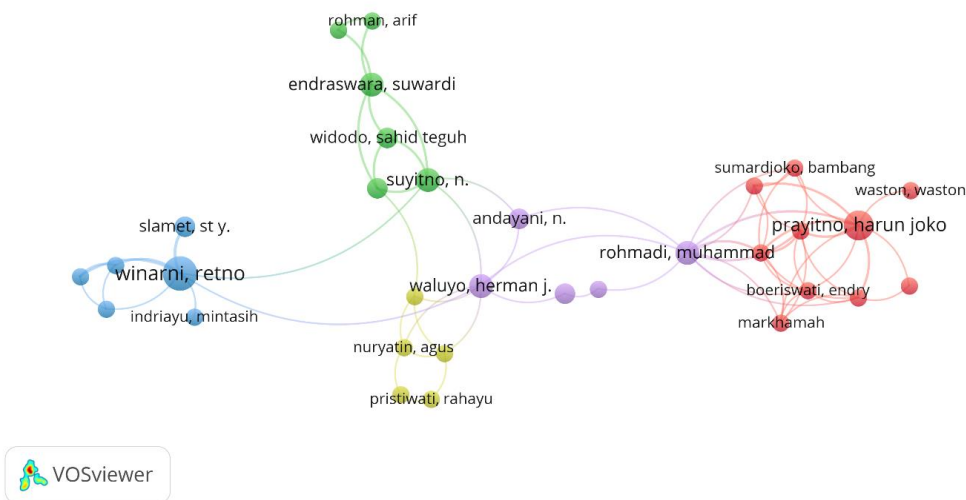 rohman, arif
endraswara, suwardi
widodo, sahid teguh
suyitno, n.
sumardjoko, bambang
waston, waston
andayani, n.
slamet, st y.
prayitno, harun joko
rohmadi, muhammad
winarni, retno
waluyo, herman j.
boeriswati, endry
indriayu, mintasih
markhamah
nuryatin, agus
pristiwati, rahayu
VOSviewer